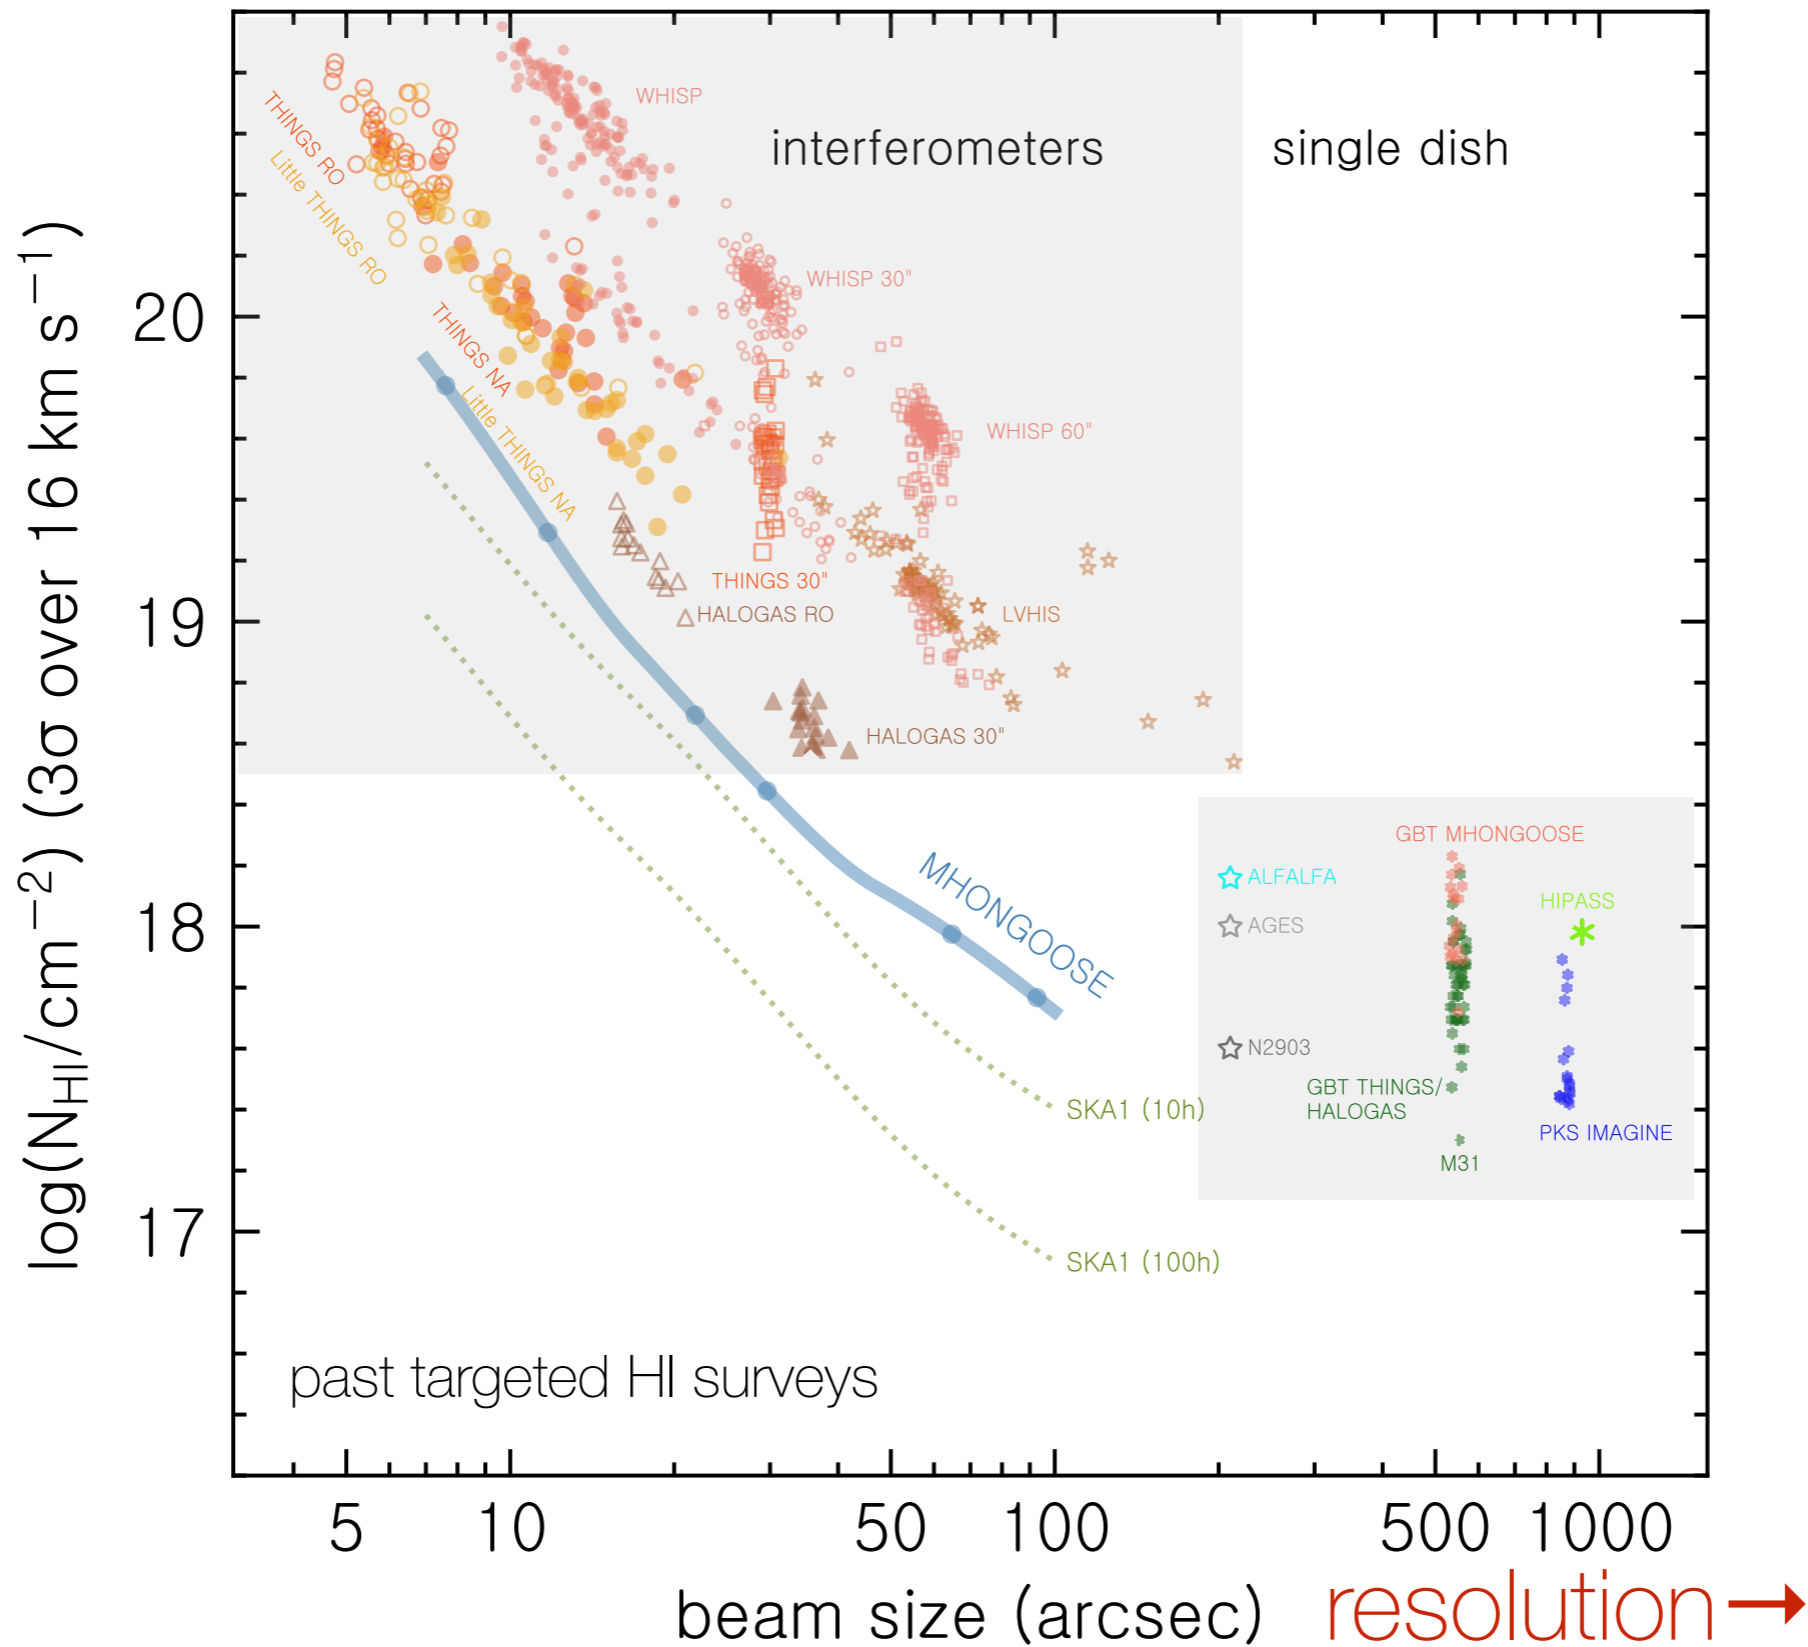 WHISP
THINGS RO
interferometers
single dish
Little THINGS RO
WHISP 30"
log(N_HI/cm⁻²) (3σ over 16 km s⁻¹)
20
THINGS NA
Little THINGS NA
WHISP 60"
THINGS 30"
HALOGAS RO
LVHIS
19
HALOGAS 30"
GBT MHONGOOSE
MHONGOOSE
ALFALFA
HIPASS
18
AGES
N2903
GBT THINGS/
HALOGAS
SKA1 (10h)
PKS IMAGINE
M31
17
SKA1 (100h)
past targeted HI surveys
5 10 50 100 500 1000
beam size (arcsec)
resolution→